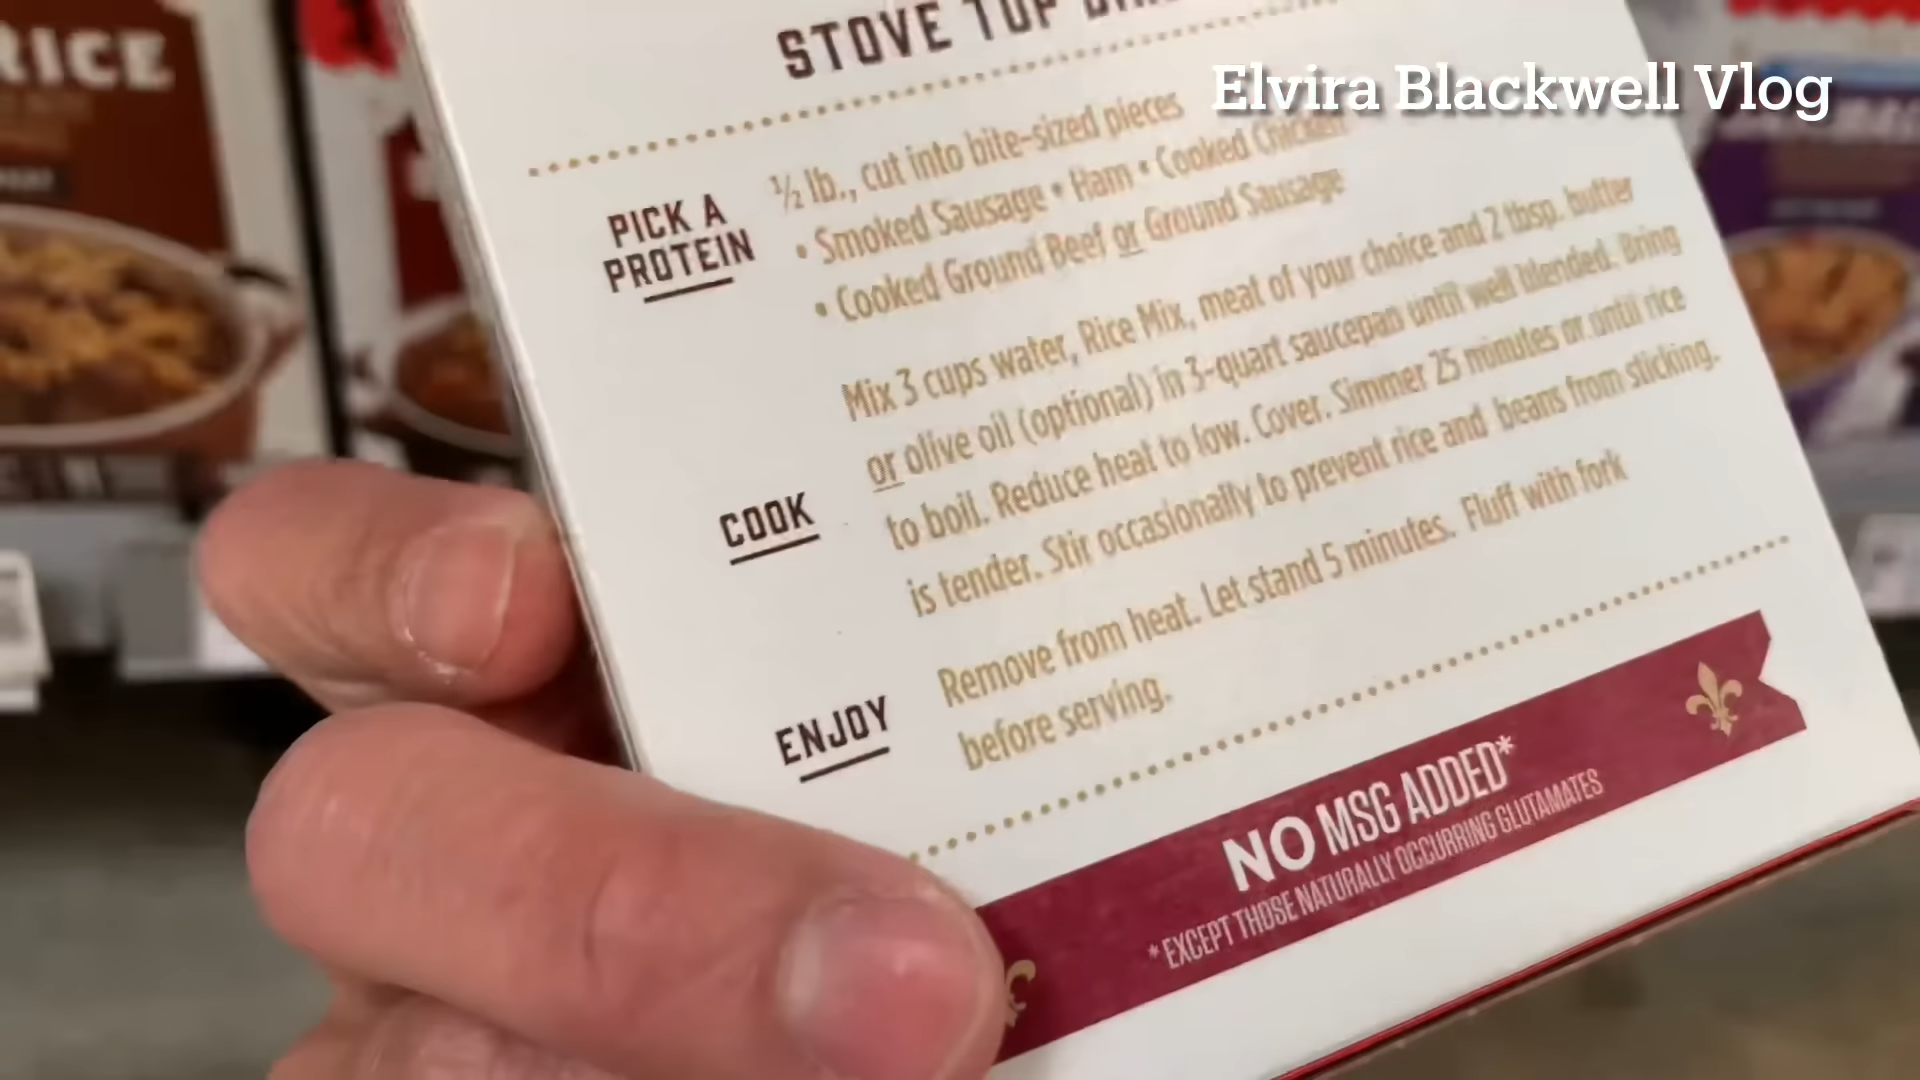 RICE
STOVE TOP
Elvira Blackwell Vlog
PICK A
PROTEIN
½ lb., cut into bite-sized pieces
• Smoked Sausage • Ham • Cooked Chicken
• Cooked Ground Beef or Ground Sausage
COOK
Mix 3 cups water, Rice Mix, meat of your choice and 2 tbsp. butter
or olive oil (optional) in 3-quart saucepan until well blended. Bring
to boil. Reduce heat to low. Cover. Simmer 25 minutes or until rice
is tender. Stir occasionally to prevent rice and beans from sticking.
ENJOY
Remove from heat. Let stand 5 minutes. Fluff with fork
before serving.
NO MSG ADDED*
*EXCEPT THOSE NATURALLY OCCURRING GLUTAMATES